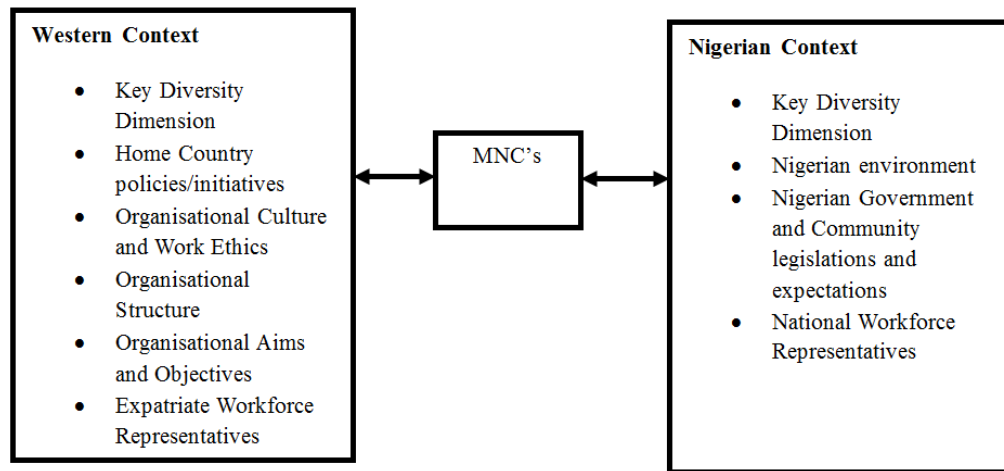 Western Context
● Key Diversity
Dimension
● Home Country
policies/initiatives
● Organisational Culture
and Work Ethics
● Organisational
Structure
● Organisational Aims
and Objectives
● Expatriate Workforce
Representatives
MNC's
Nigerian Context
● Key Diversity
Dimension
● Nigerian environment
● Nigerian Government
and Community
legislations and
expectations
● National Workforce
Representatives